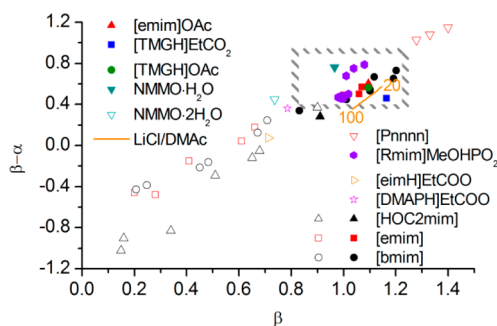 1.2
0.8
0.4
0.0
-0.4
-0.8
-1.2
β-α
[emim]OAc
[TMGH]EtCO2
[TMGH]OAc
NMMO·H2O
NMMO·2H2O
LiCl/DMAc
20
100
[Pnnnn]
[Rmim]MeOHPO2
[eimH]EtCOO
[DMAPH]EtCOO
[HOC2mim]
[emim]
[bmim]
0.0 0.2 0.4 0.6 0.8 1.0 1.2 1.4
β